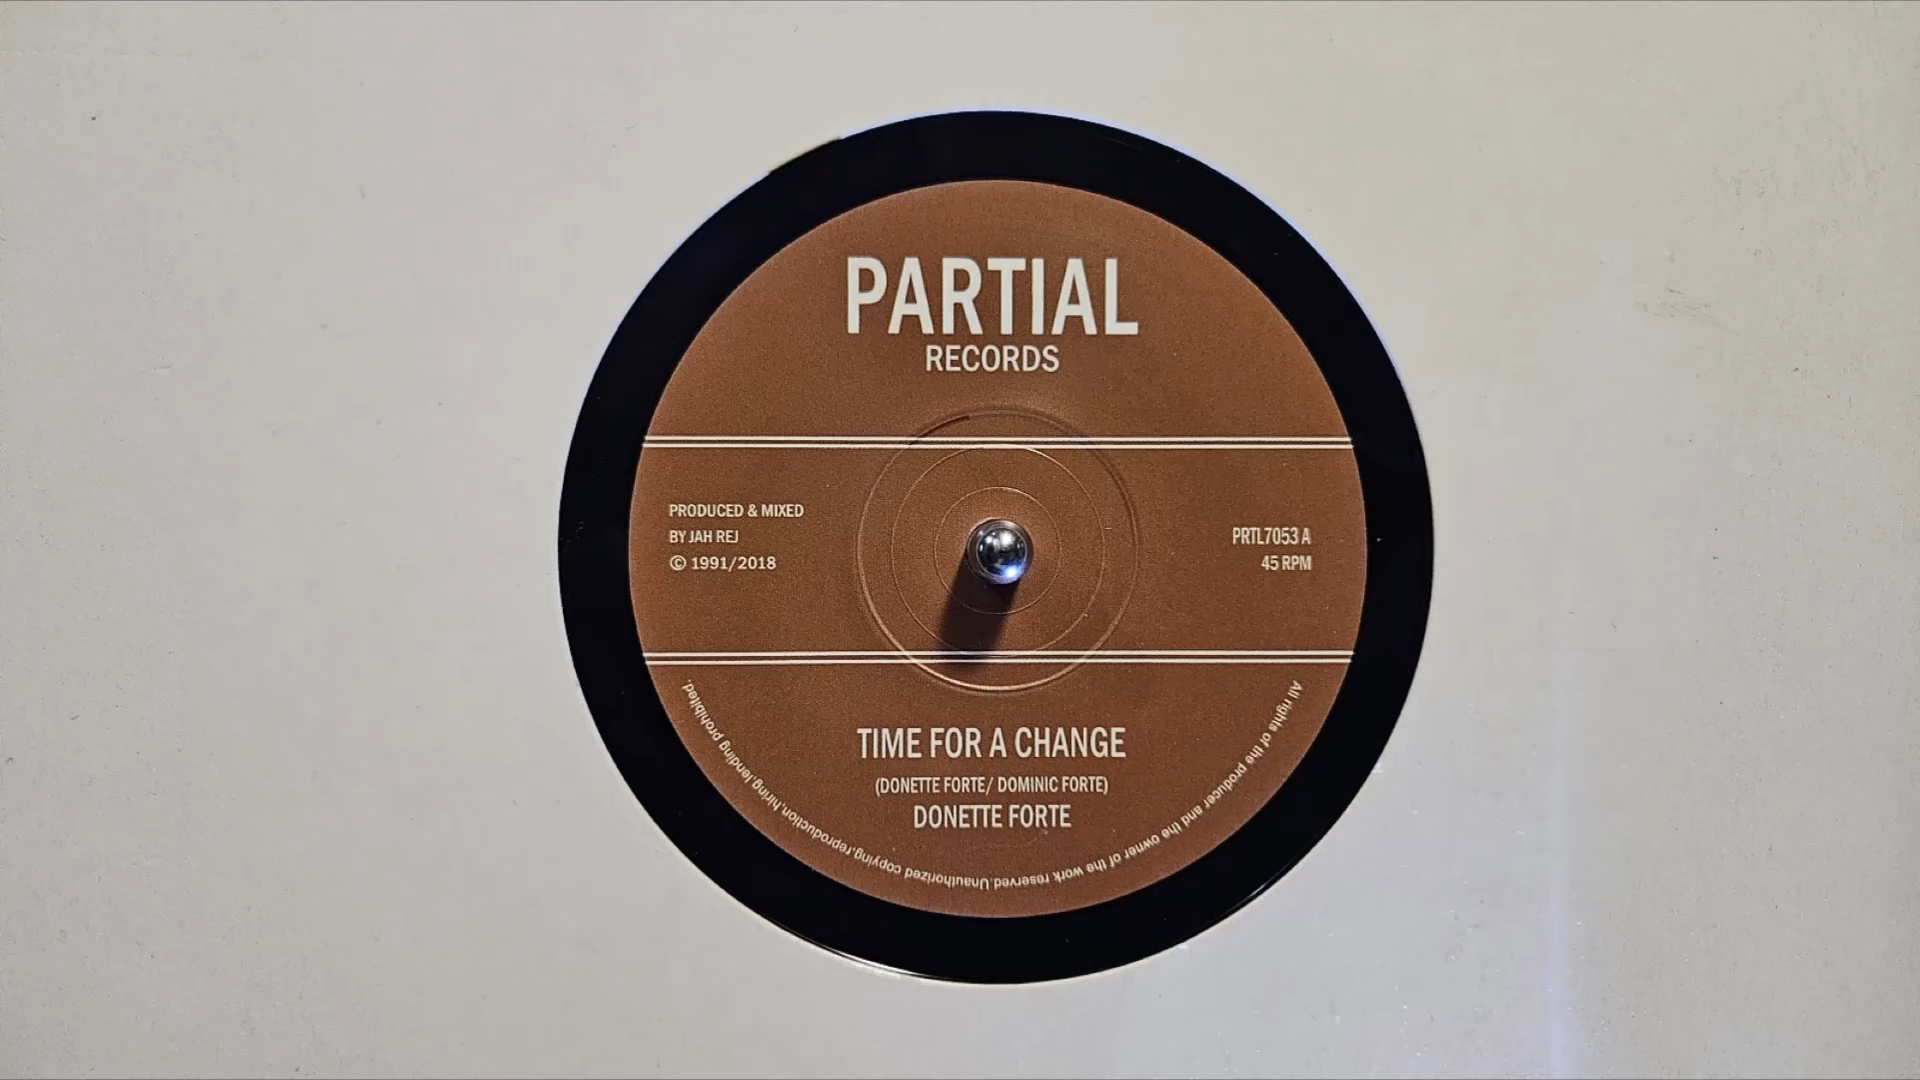 PARTIAL
RECORDS
PRODUCED & MIXED
BY JAH REJ
© 1991/2018
PRTL7053 A
45 RPM
TIME FOR A CHANGE
(DONETTE FORTE/ DOMINIC FORTE)
DONETTE FORTE
All rights of the producer and the owner of the work reserved.Unauthorized copying,reproduction,hiring,lending prohibited.